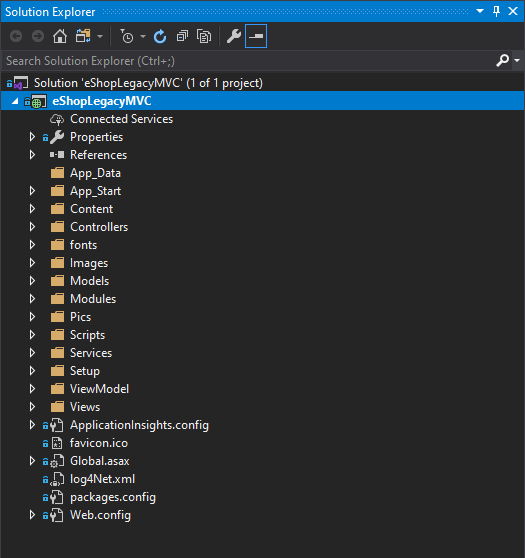 Solution Explorer
Search Solution Explorer (Ctrl+;)
Solution 'eShopLegacyMVC' (1 of 1 project)
eShopLegacyMVC
Connected Services
Properties
References
App_Data
App_Start
Content
Controllers
fonts
Images
Models
Modules
Pics
Scripts
Services
Setup
ViewModel
Views
ApplicationInsights.config
favicon.ico
Global.asax
log4Net.xml
packages.config
Web.config